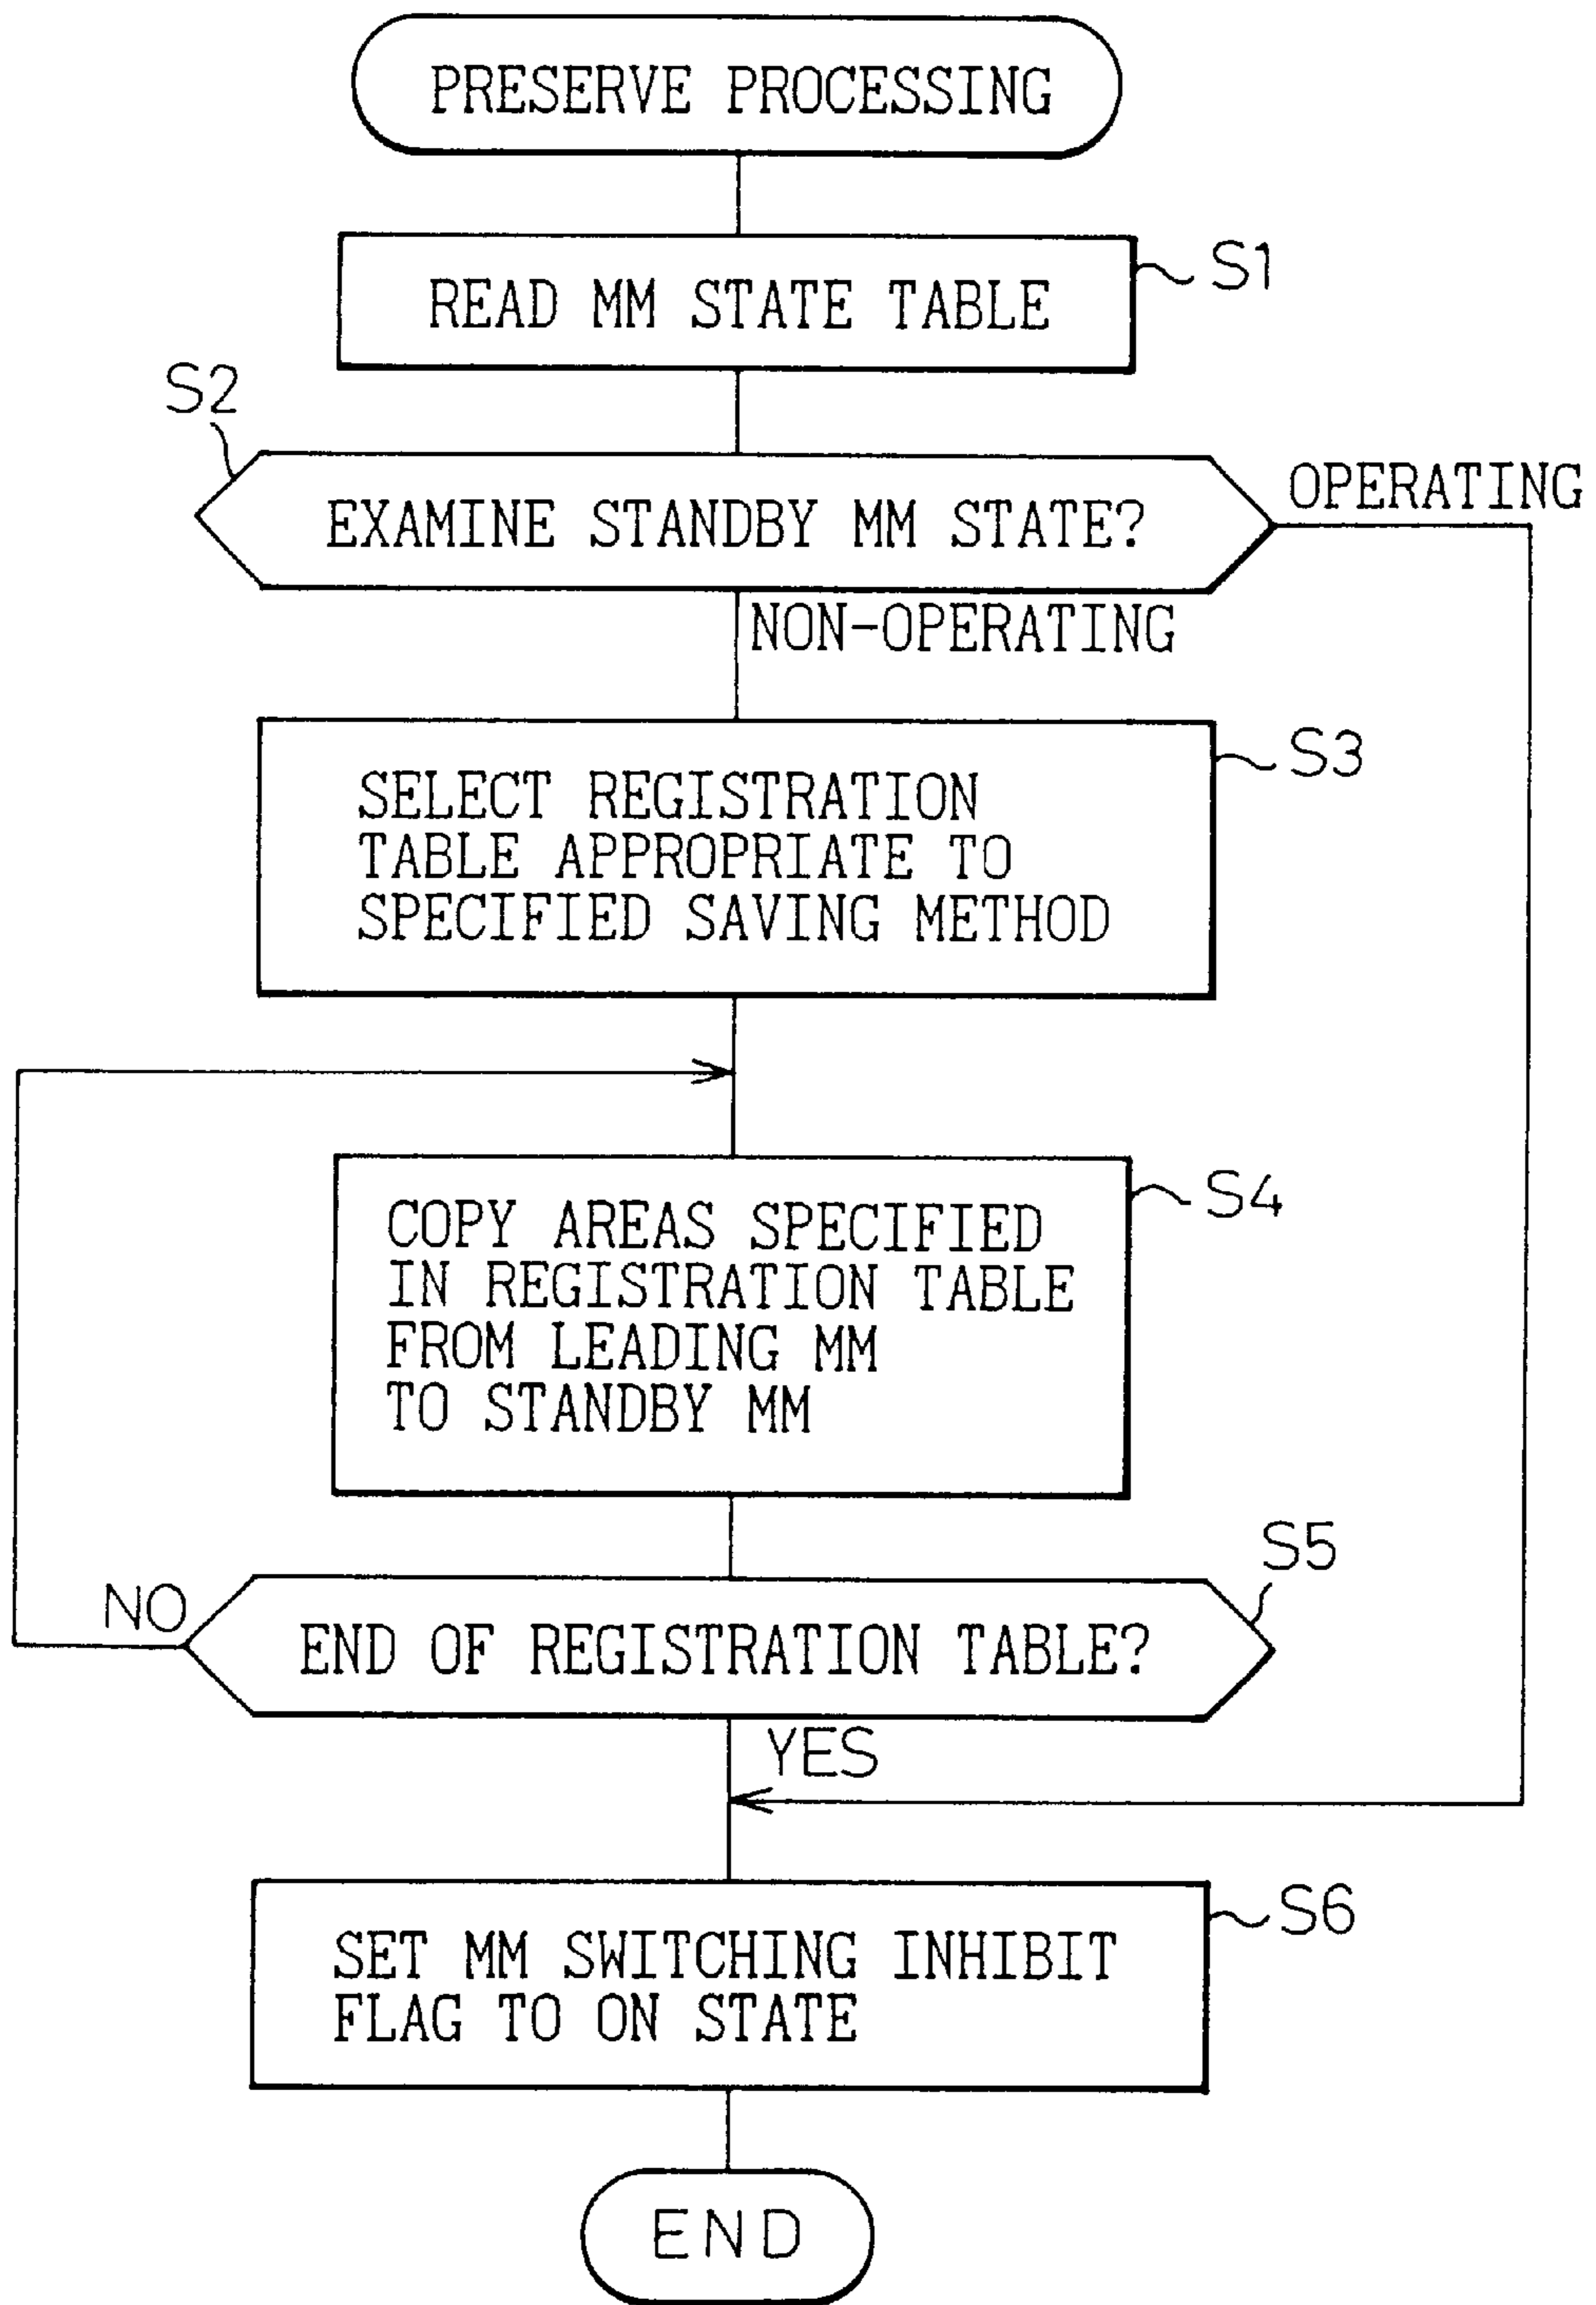 PRESERVE PROCESSING
READ MM STATE TABLE
S1
S2
EXAMINE STANDBY MM STATE?
OPERATING
NON-OPERATING
SELECT REGISTRATION
TABLE APPROPRIATE TO
SPECIFIED SAVING METHOD
S3
COPY AREAS SPECIFIED
IN REGISTRATION TABLE
FROM LEADING MM
TO STANDBY MM
S4
S5
NO
END OF REGISTRATION TABLE?
YES
SET MM SWITCHING INHIBIT
FLAG TO ON STATE
S6
END